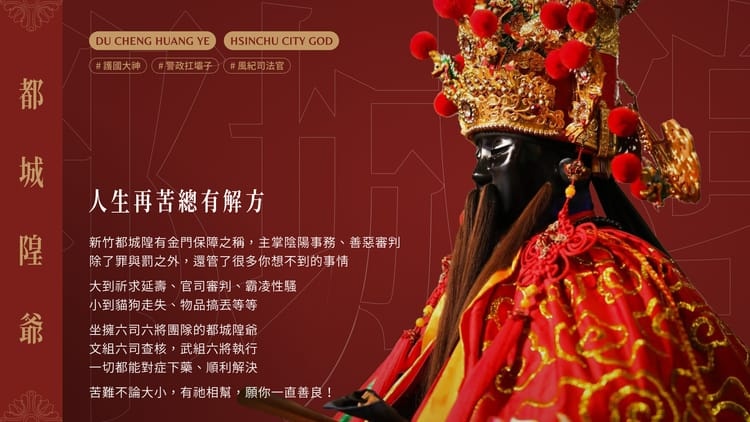 DU CHENG HUANG YE
HSINCHU CITY GOD
#護國大神
#警政扛壩子
#風紀司法官
都城隍爺
人生再苦總有解方
新竹都城隍有金門保障之稱，主掌陰陽事務、善惡審判
除了罪與罰之外，還管了很多你想不到的事情
大到祈求延壽、官司審判、霸凌性騷
小到貓狗走失、物品搞丟等等
坐擁六司六將團隊的都城隍爺
文組六司查核，武組六將執行
一切都能對症下藥、順利解決
苦難不論大小，有祂相幫，願你一直善良！